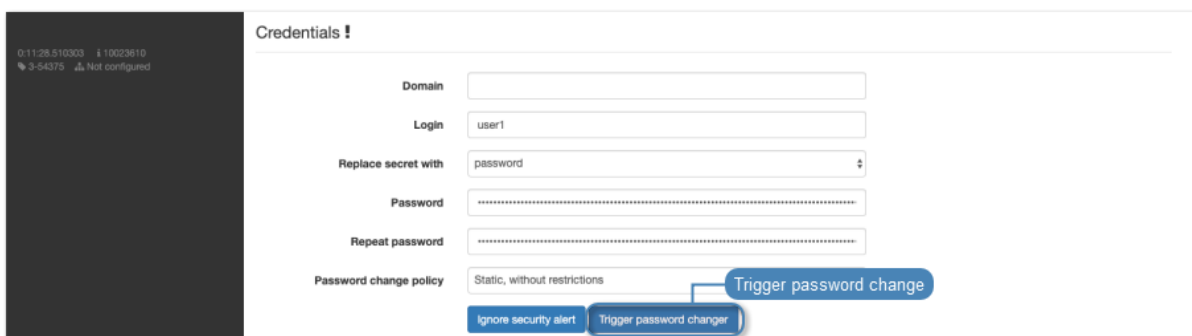 Credentials !
0:11:28.510303 i 10023610
3-54375 Not configured
Domain
Login user1
Replace secret with password
Password
Repeat password
Password change policy Static, without restrictions
Trigger password change
Ignore security alert Trigger password changer